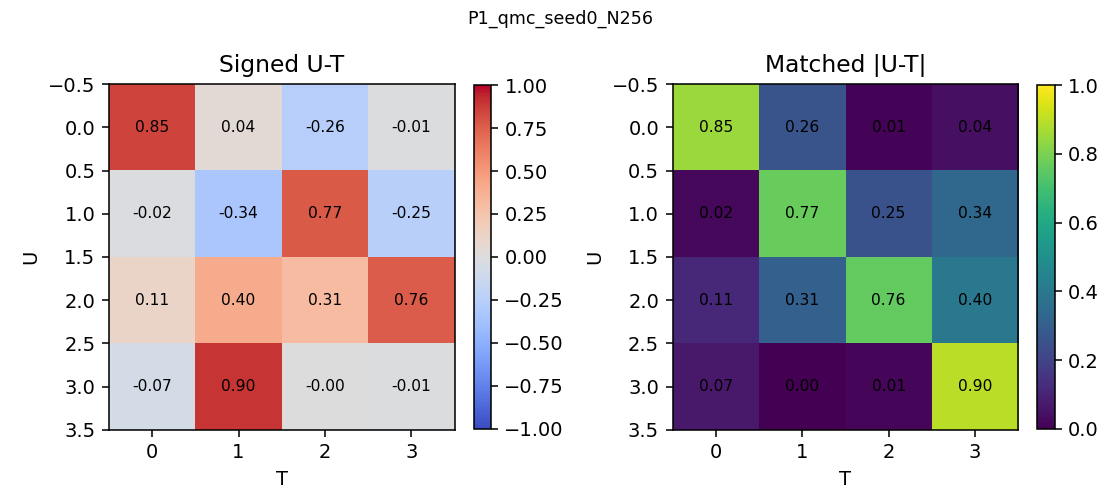 P1_qmc_seed0_N256
Signed U-T
−0.5
0.0
0.5
1.0
1.5
2.0
2.5
3.0
3.5
U
0.85 0.04 -0.26 -0.01
-0.02 -0.34 0.77 -0.25
0.11 0.40 0.31 0.76
-0.07 0.90 -0.00 -0.01
0 1 2 3
T
1.00
0.75
0.50
0.25
0.00
−0.25
−0.50
−0.75
−1.00
Matched |U-T|
−0.5
0.0
0.5
1.0
1.5
2.0
2.5
3.0
3.5
U
0.85 0.26 0.01 0.04
0.02 0.77 0.25 0.34
0.11 0.31 0.76 0.40
0.07 0.00 0.01 0.90
0 1 2 3
T
1.0
0.8
0.6
0.4
0.2
0.0